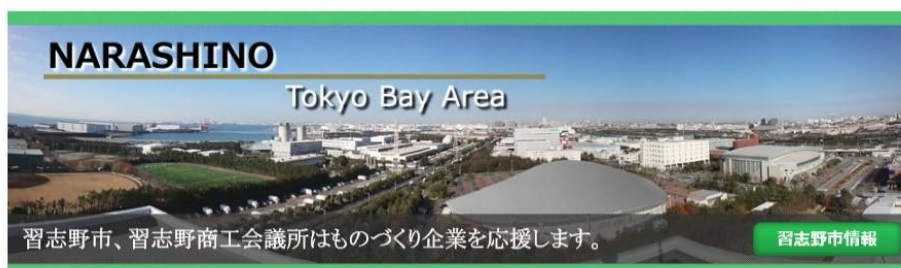 NARASHINO
Tokyo Bay Area
習志野市、習志野商工会議所はものづくり企業を応援します。
習志野市情報